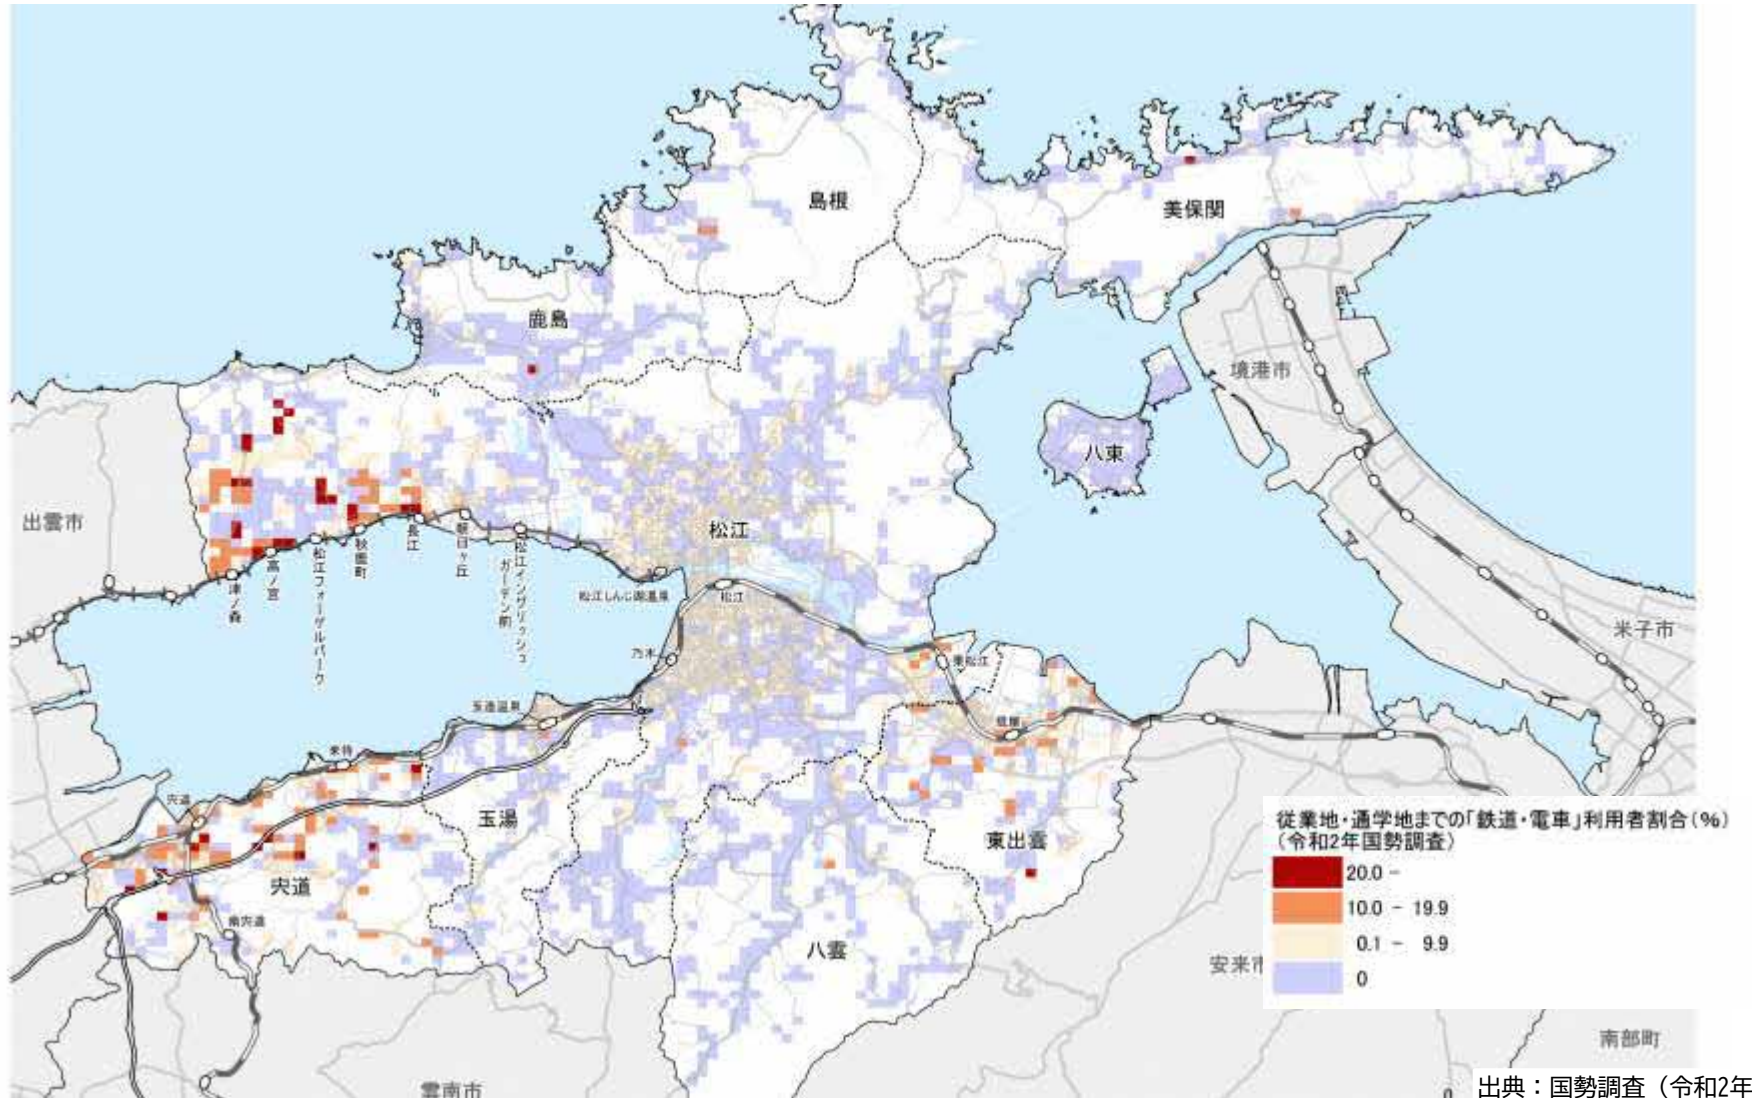 島根
美保関
鹿島
境港市
八束
出雲市
松江
長江
朝日ヶ丘
秋鹿町
松江フォーゲルパーク
高ノ宮
津ノ森
松江イングリッシュ
ガーデン前
松江しんじ湖温泉
松江
米子市
乃木
東松江
玉造温泉
揖屋
来待
宍道
玉湯
東出雲
宍道
南宍道
八雲
安来市
従業地・通学地までの「鉄道・電車」利用者割合(%)
(令和2年国勢調査)
20.0 -
10.0 - 19.9
0.1 - 9.9
0
南部町
雲南市
0
出典：国勢調査（令和2年